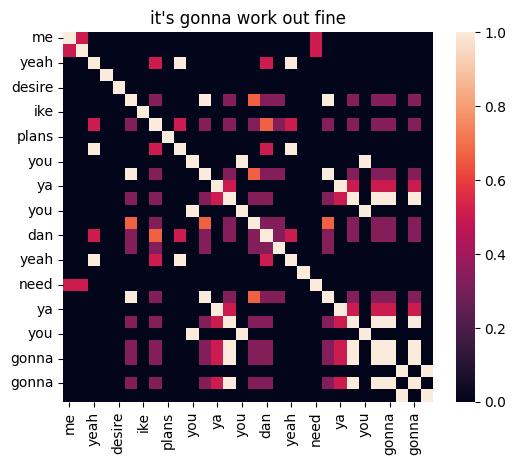 it's gonna work out fine
me
yeah
desire
ike
plans
you
ya
you
dan
yeah
need
ya
you
gonna
gonna
me
yeah
desire
ike
plans
you
ya
you
dan
yeah
need
ya
you
gonna
gonna
1.0
0.8
0.6
0.4
0.2
0.0